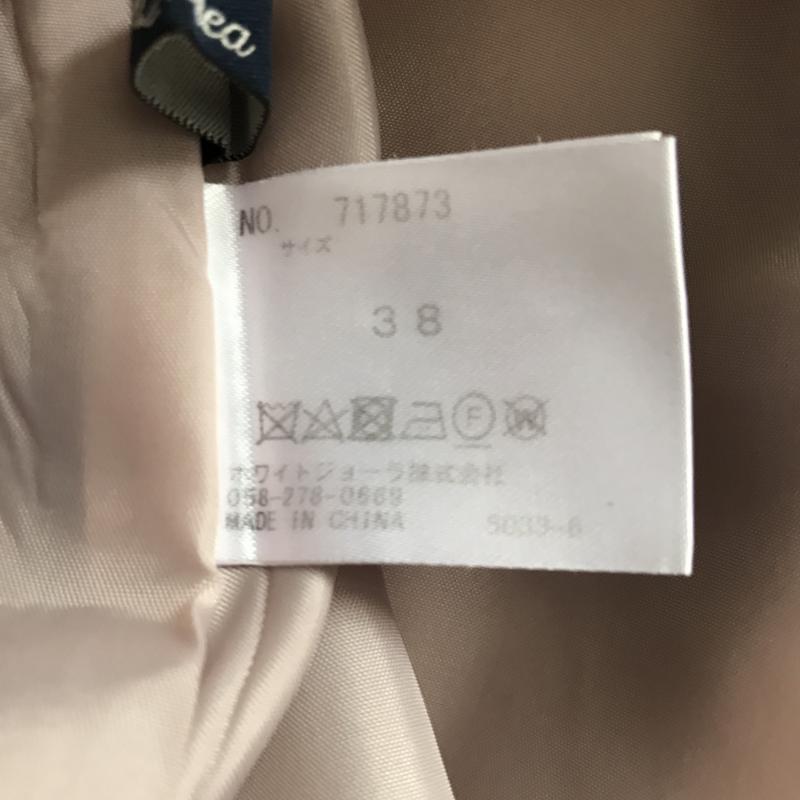 NO. 717873
サイズ
38
F W
ホワイトジョーラ株式会社
058-278-0669
MADE IN CHINA 5033-6